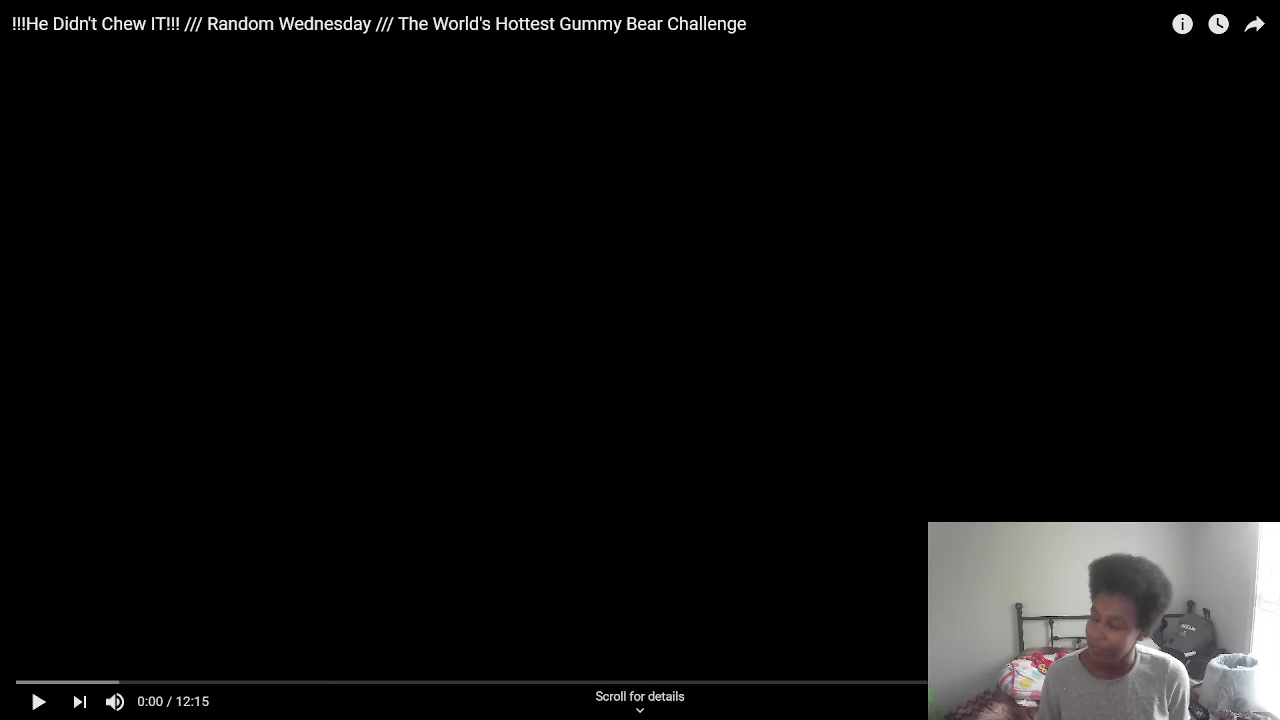 !!!He Didn't Chew IT!!! /// Random Wednesday /// The World's Hottest Gummy Bear Challenge
Scroll for details
0:00 / 12:15